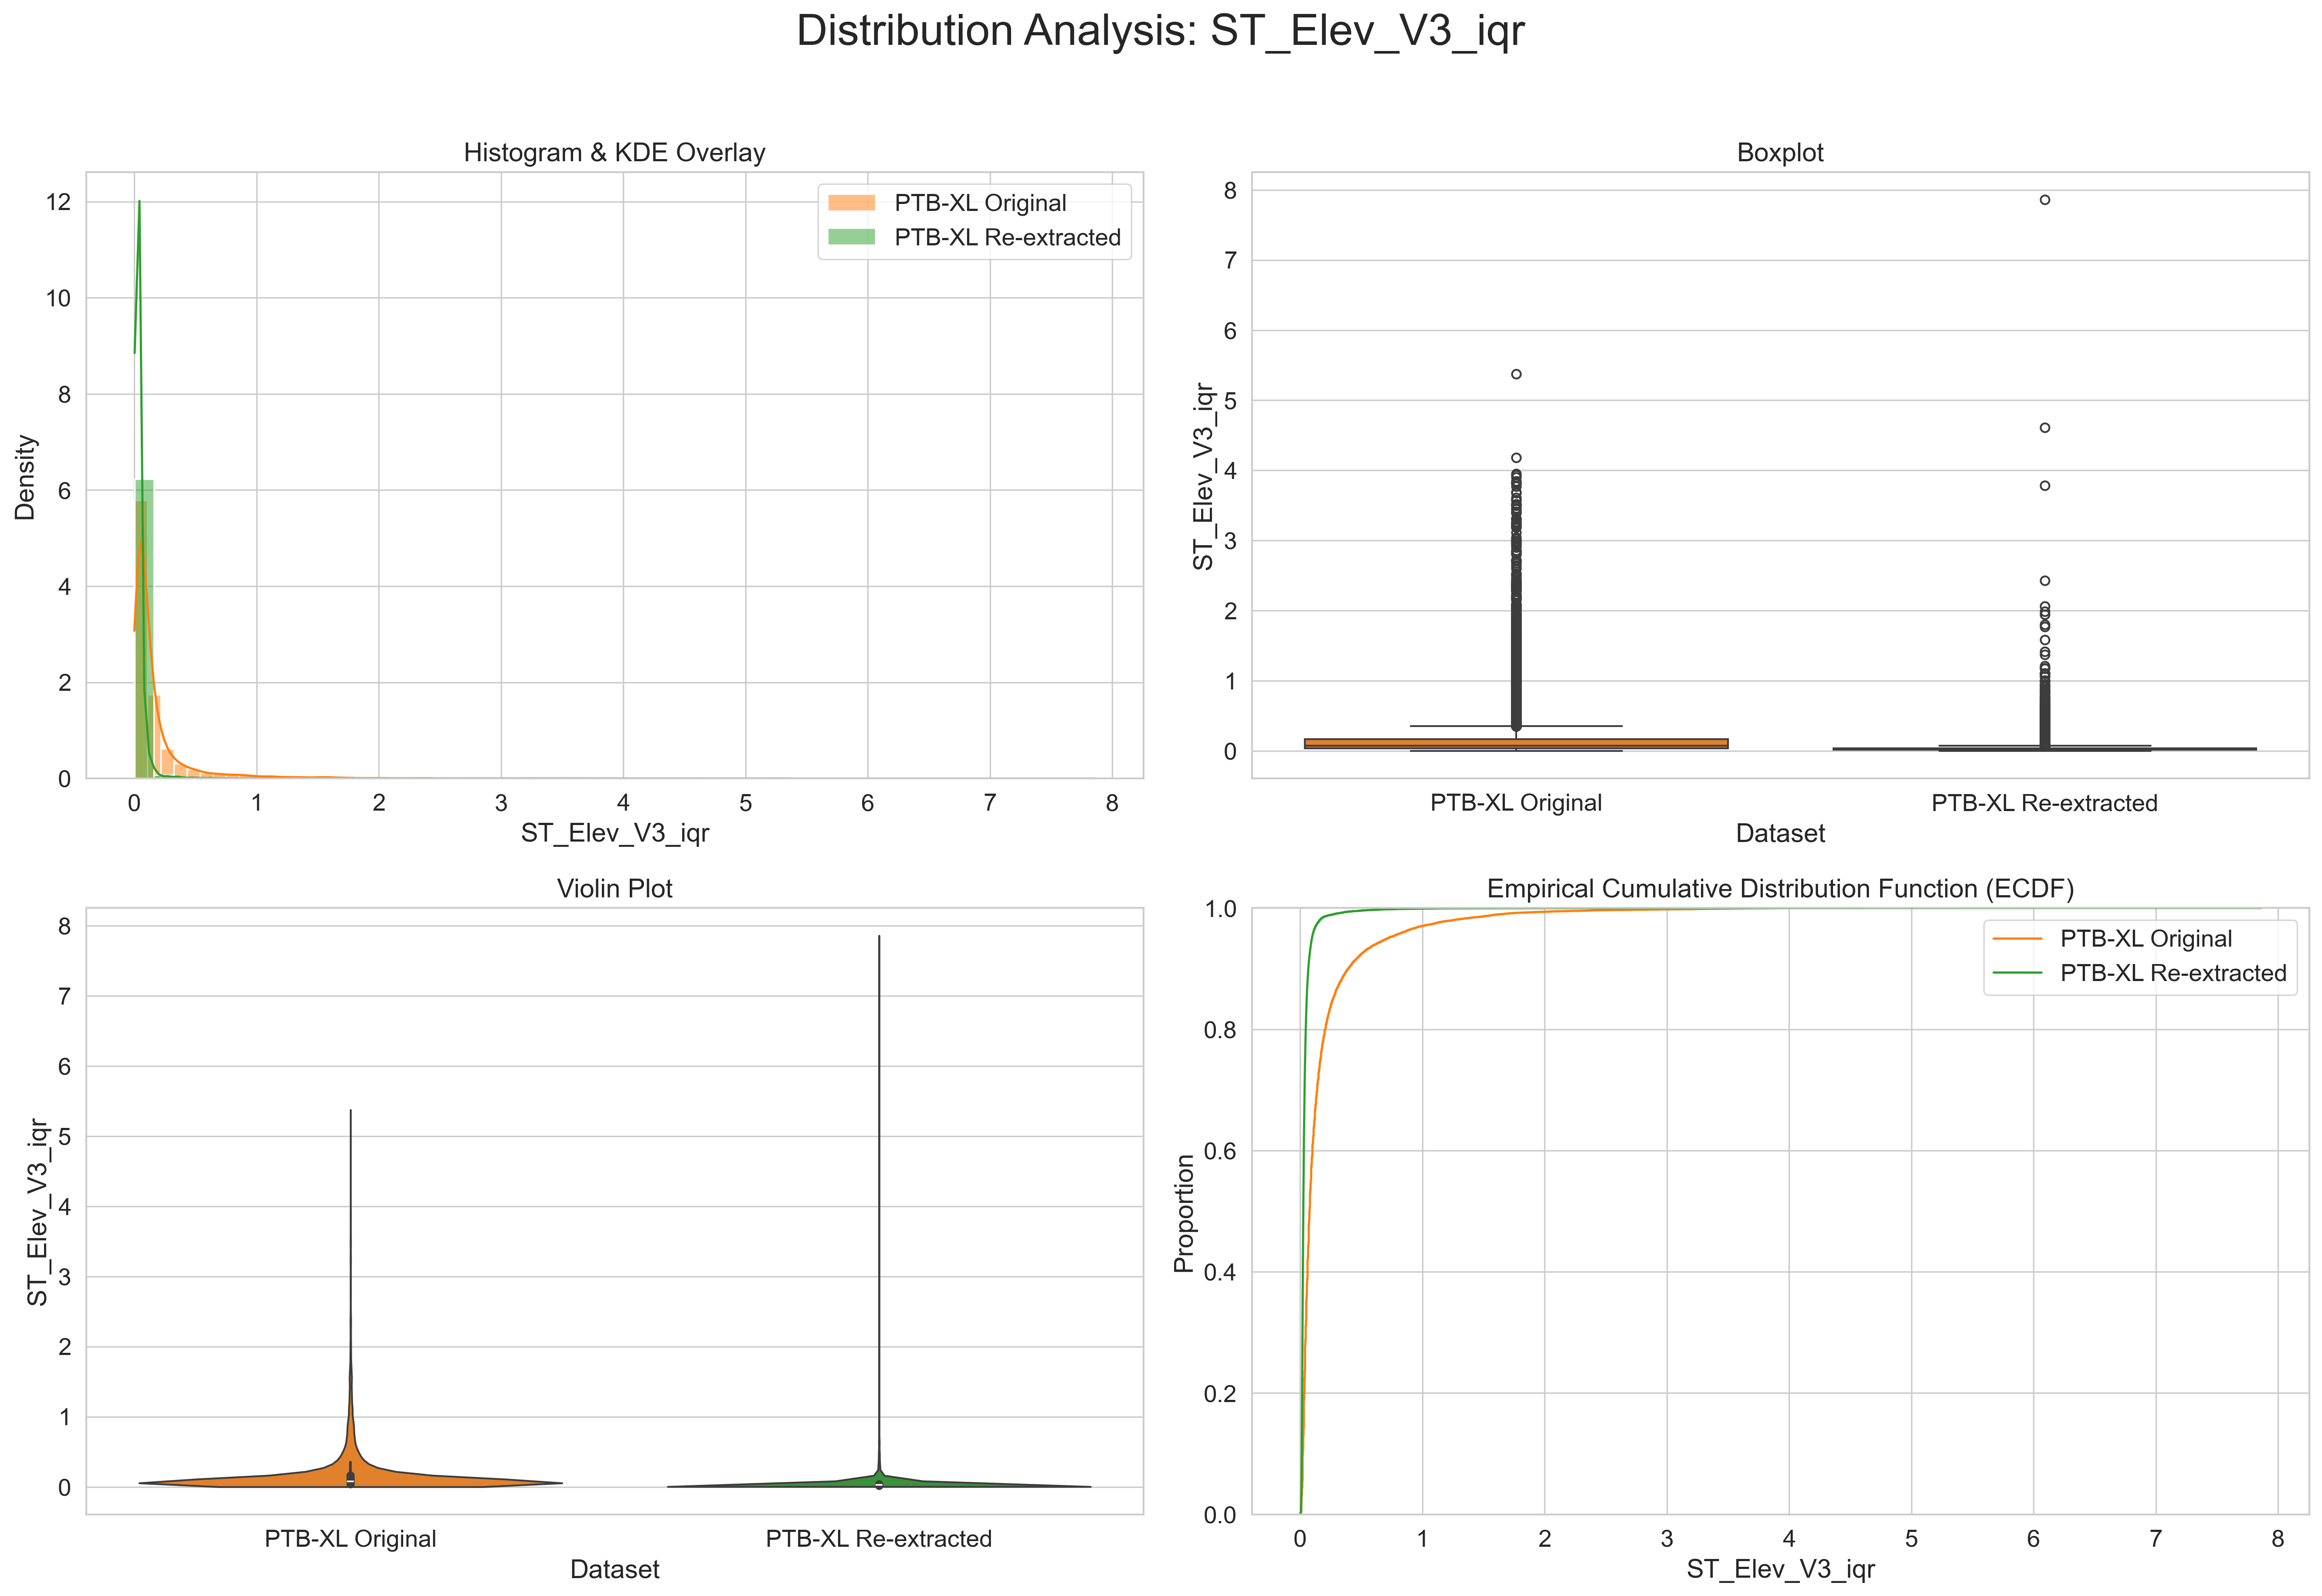 Distribution Analysis: ST_Elev_V3_iqr
Histogram & KDE Overlay
Density
12
10
8
6
4
2
0
0 1 2 3 4 5 6 7 8
ST_Elev_V3_iqr
PTB-XL Original
PTB-XL Re-extracted
Boxplot
ST_Elev_V3_iqr
8
7
6
5
4
3
2
1
0
PTB-XL Original PTB-XL Re-extracted
Dataset
Violin Plot
ST_Elev_V3_iqr
8
7
6
5
4
3
2
1
0
PTB-XL Original PTB-XL Re-extracted
Dataset
Empirical Cumulative Distribution Function (ECDF)
Proportion
1.0
0.8
0.6
0.4
0.2
0.0
0 1 2 3 4 5 6 7 8
ST_Elev_V3_iqr
PTB-XL Original
PTB-XL Re-extracted